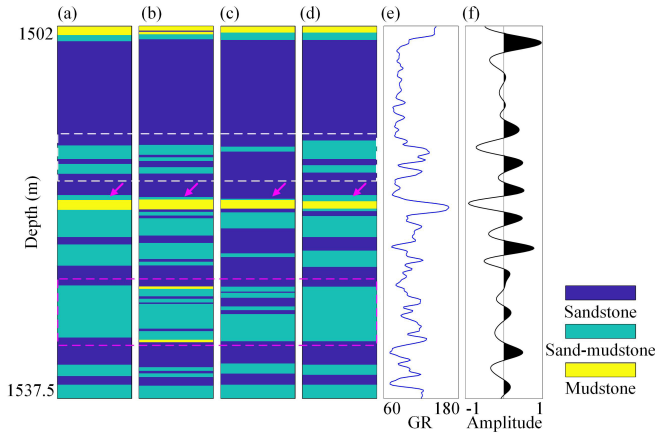 (a) (b) (c) (d) (e) (f)
1502
Depth (m)
1537.5
60 180 -1 1
GR Amplitude
Sandstone
Sand-mudstone
Mudstone